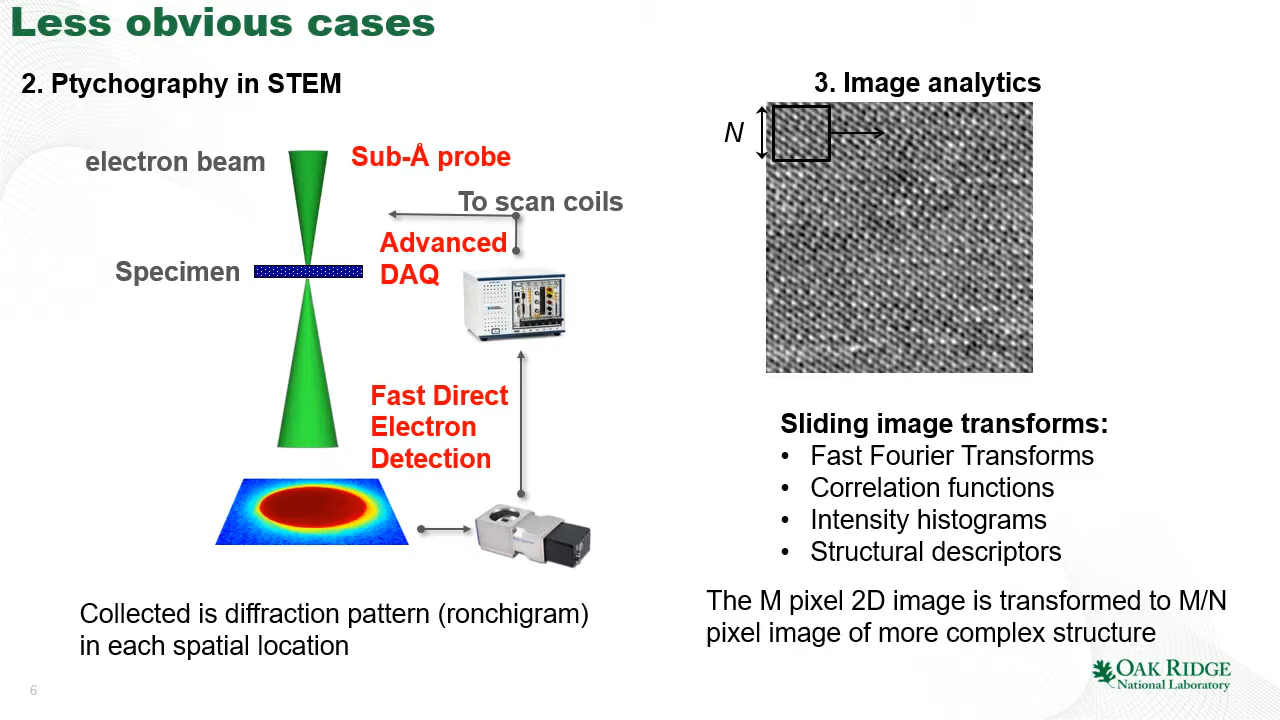 Less obvious cases
2. Ptychography in STEM
electron beam
Sub-Å probe
To scan coils
Advanced
DAQ
Specimen
Fast Direct
Electron
Detection
Collected is diffraction pattern (ronchigram)
in each spatial location
3. Image analytics
N
Sliding image transforms:
• Fast Fourier Transforms
• Correlation functions
• Intensity histograms
• Structural descriptors
The M pixel 2D image is transformed to M/N
pixel image of more complex structure
OAK RIDGE
National Laboratory
6